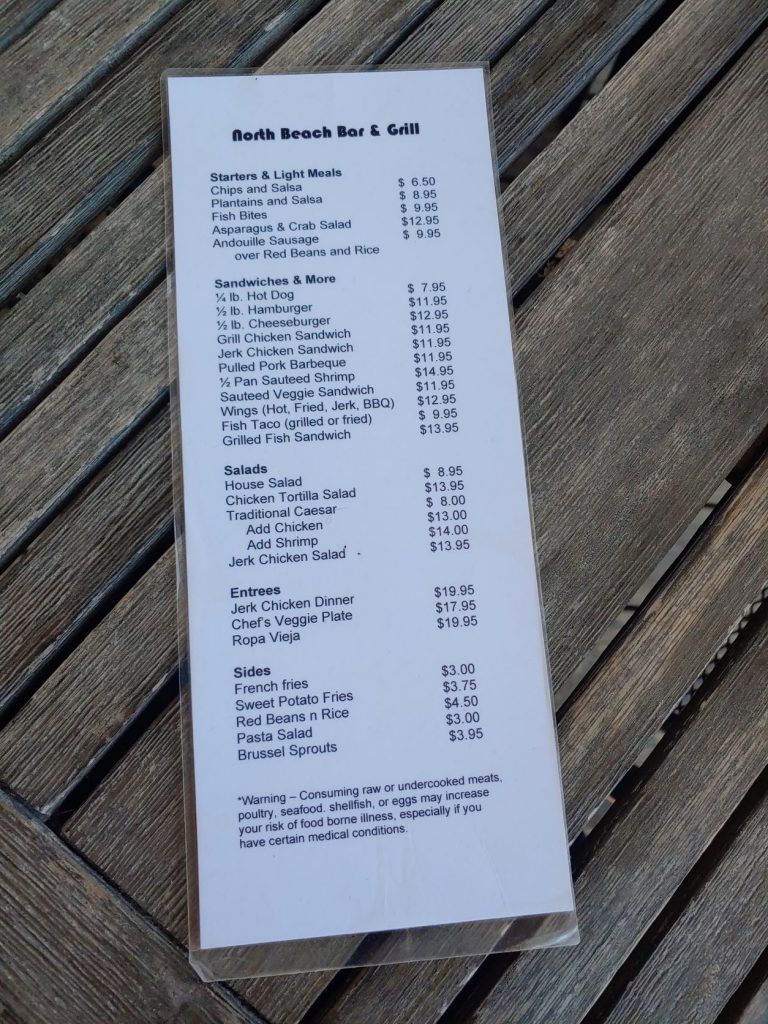 North Beach Bar & Grill
Starters & Light Meals
Chips and Salsa $ 6.50
Plantains and Salsa $ 8.95
Fish Bites $ 9.95
Asparagus & Crab Salad $12.95
Andouille Sausage $ 9.95
over Red Beans and Rice
Sandwiches & More
¼ lb. Hot Dog $ 7.95
½ lb. Hamburger $11.95
½ lb. Cheeseburger $12.95
Grill Chicken Sandwich $11.95
Jerk Chicken Sandwich $11.95
Pulled Pork Barbeque $11.95
½ Pan Sauteed Shrimp $14.95
Sauteed Veggie Sandwich $11.95
Wings (Hot, Fried, Jerk, BBQ) $12.95
Fish Taco (grilled or fried) $ 9.95
Grilled Fish Sandwich $13.95
Salads
House Salad $ 8.95
Chicken Tortilla Salad $13.95
Traditional Caesar $ 8.00
Add Chicken $13.00
Add Shrimp $14.00
Jerk Chicken Salad $13.95
Entrees
Jerk Chicken Dinner $19.95
Chef's Veggie Plate $17.95
Ropa Vieja $19.95
Sides
French fries $3.00
Sweet Potato Fries $3.75
Red Beans n Rice $4.50
Pasta Salad $3.00
Brussel Sprouts $3.95
*Warning – Consuming raw or undercooked meats,
poultry, seafood. shellfish, or eggs may increase
your risk of food borne illness, especially if you
have certain medical conditions.